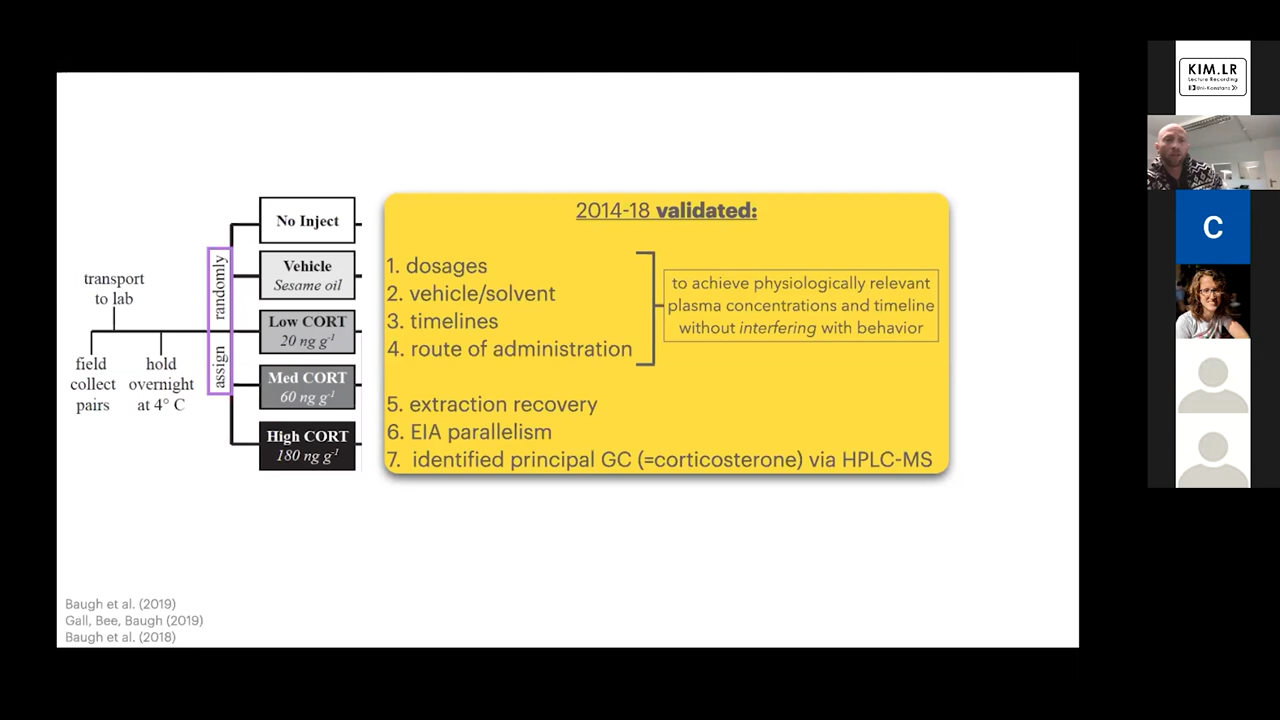 transport
to lab
field
collect
pairs
hold
overnight
at 4° C
randomly
assign
No Inject
Vehicle
Sesame oil
Low CORT
20 ng g-1
Med CORT
60 ng g-1
High CORT
180 ng g-1
2014-18 validated:
1. dosages
2. vehicle/solvent
3. timelines
4. route of administration
to achieve physiologically relevant
plasma concentrations and timeline
without interfering with behavior
5. extraction recovery
6. EIA parallelism
7. identified principal GC (=corticosterone) via HPLC-MS
Baugh et al. (2019)
Gall, Bee, Baugh (2019)
Baugh et al. (2018)
KIM.LR
Lecture Recording
Uni-Konstanz
C